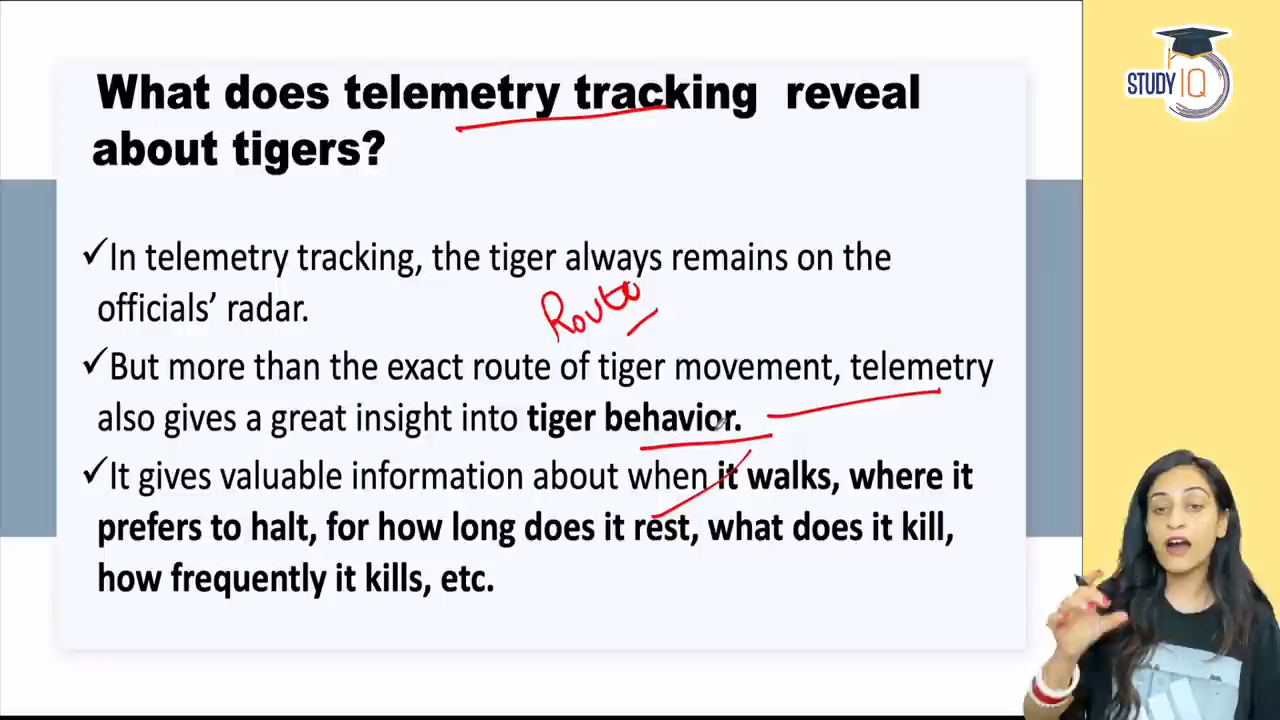 What does telemetry tracking reveal
about tigers?
✓In telemetry tracking, the tiger always remains on the
officials’ radar.
Route
✓But more than the exact route of tiger movement, telemetry
also gives a great insight into tiger behavior.
✓It gives valuable information about when it walks, where it
prefers to halt, for how long does it rest, what does it kill,
how frequently it kills, etc.
STUDY IQ